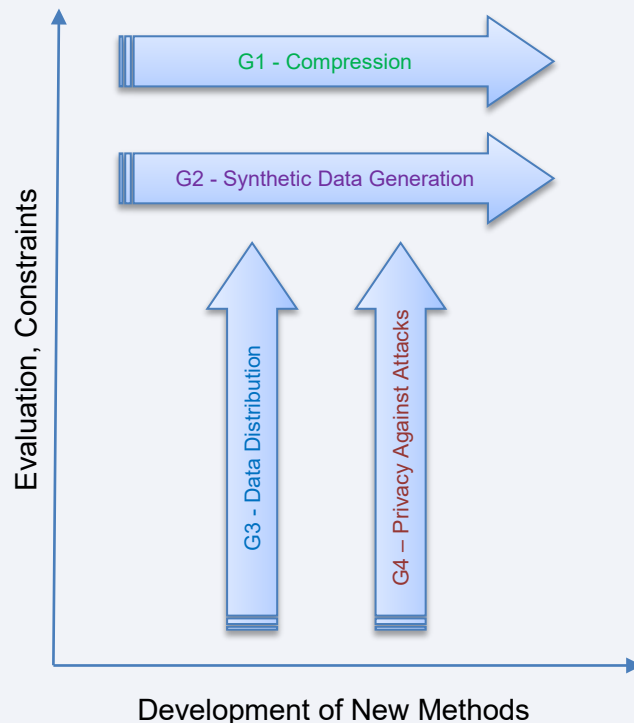 G1 - Compression
G2 - Synthetic Data Generation
Evaluation, Constraints
G3 - Data Distribution
G4 – Privacy Against Attacks
Development of New Methods